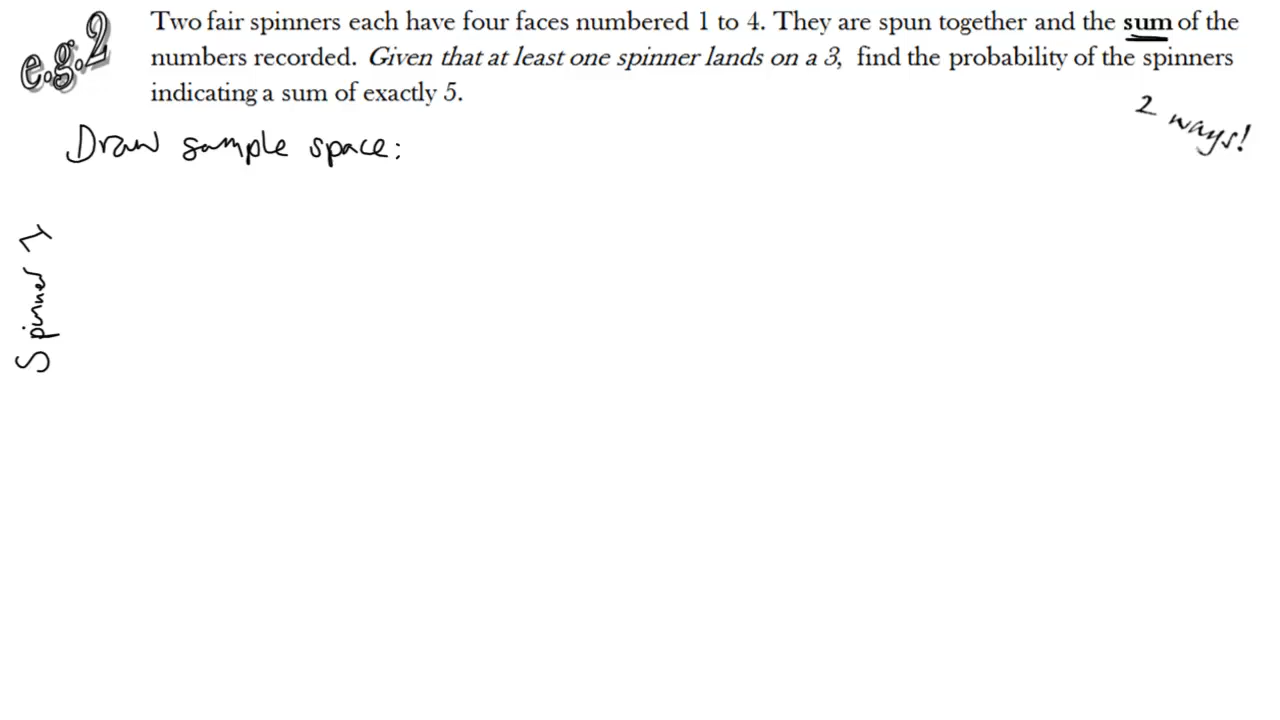 e.g.2
Two fair spinners each have four faces numbered 1 to 4. They are spun together and the sum of the
numbers recorded. Given that at least one spinner lands on a 3, find the probability of the spinners
indicating a sum of exactly 5.
2 ways!
Draw sample space:
Spinner